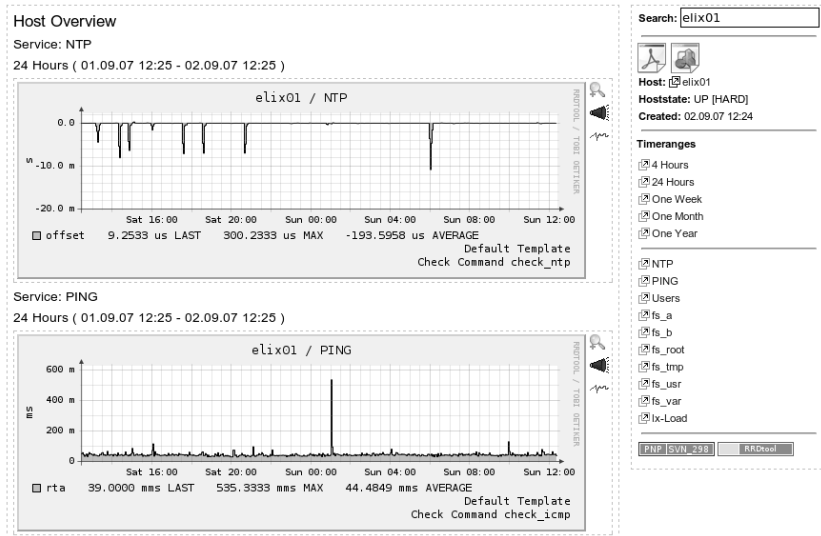 Host Overview
Service: NTP
24 Hours ( 01.09.07 12:25 - 02.09.07 12:25 )
elix01 / NTP
RRDTOOL / TOBI OETIKER
0.0
s
-10.0 m
-20.0 m
Sat 16:00 Sat 20:00 Sun 00:00 Sun 04:00 Sun 08:00 Sun 12:00
offset 9.2533 us LAST 300.2333 us MAX -193.5958 us AVERAGE
Default Template
Check Command check_ntp
Service: PING
24 Hours ( 01.09.07 12:25 - 02.09.07 12:25 )
elix01 / PING
RRDTOOL / TOBI OETIKER
600 m
400 m
ms
200 m
0
Sat 16:00 Sat 20:00 Sun 00:00 Sun 04:00 Sun 08:00 Sun 12:00
rta 39.0000 mms LAST 535.3333 mms MAX 44.4849 mms AVERAGE
Default Template
Check Command check_icmp
Search: elix01
Host: elix01
Hoststate: UP [HARD]
Created: 02.09.07 12:24
Timeranges
4 Hours
24 Hours
One Week
One Month
One Year
NTP
PING
Users
fs_a
fs_b
fs_root
fs_tmp
fs_usr
fs_var
lx-Load
PNP SVN_298 RRDtool